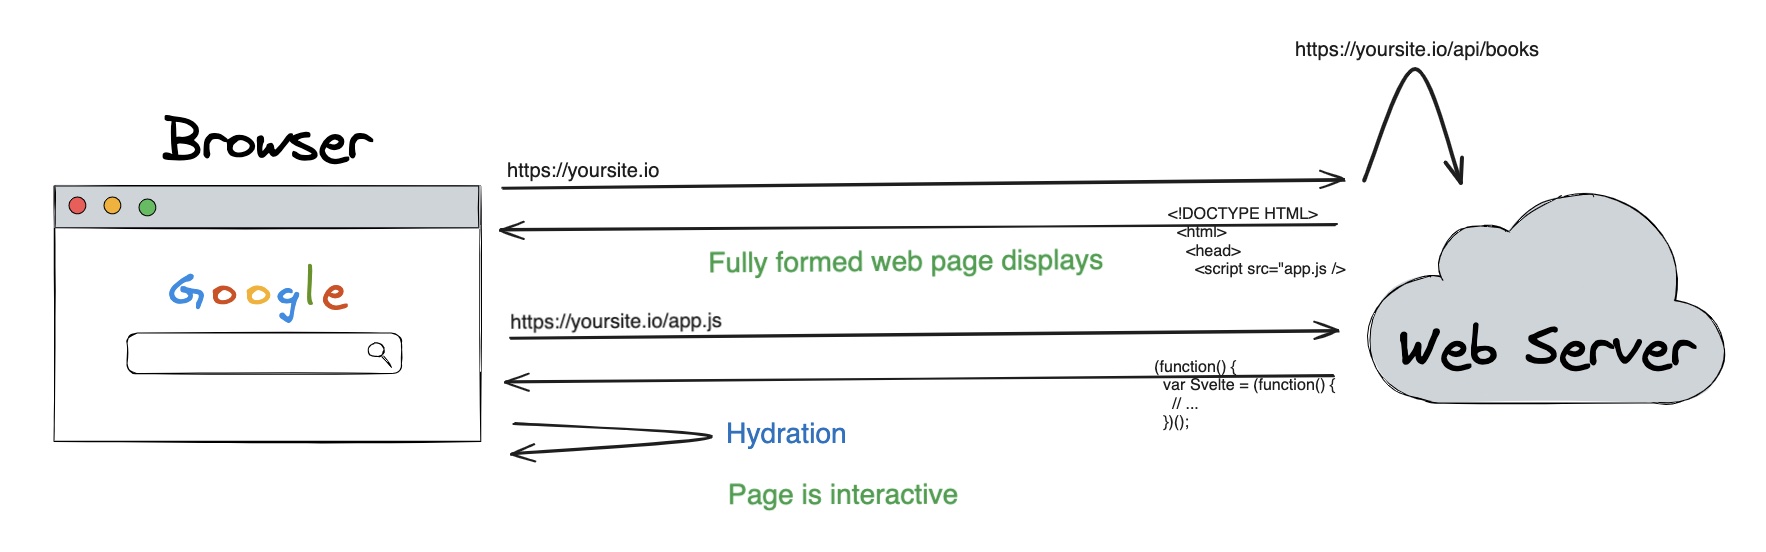 https://yoursite.io/api/books
Browser
https://yoursite.io
<!DOCTYPE HTML>
<html>
<head>
<script src="app.js />
Fully formed web page displays
Google
https://yoursite.io/app.js
Web Server
(function() {
var Svelte = (function() {
// ...
})();
Hydration
Page is interactive